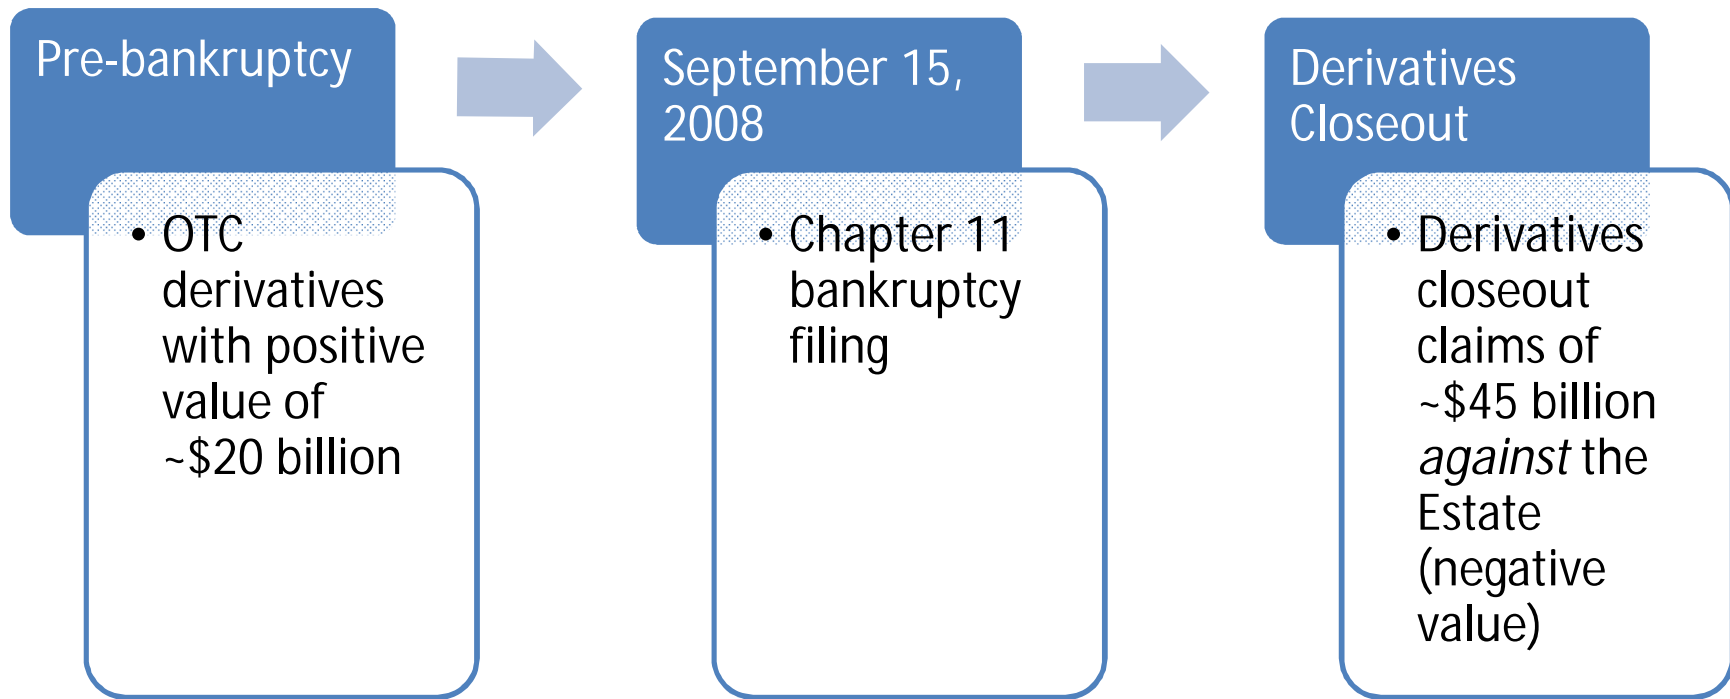 Pre-bankruptcy
• OTC
derivatives
with positive
value of
~$20 billion
September 15,
2008
• Chapter 11
bankruptcy
filing
Derivatives
Closeout
• Derivatives
closeout
claims of
~$45 billion
against the
Estate
(negative
value)